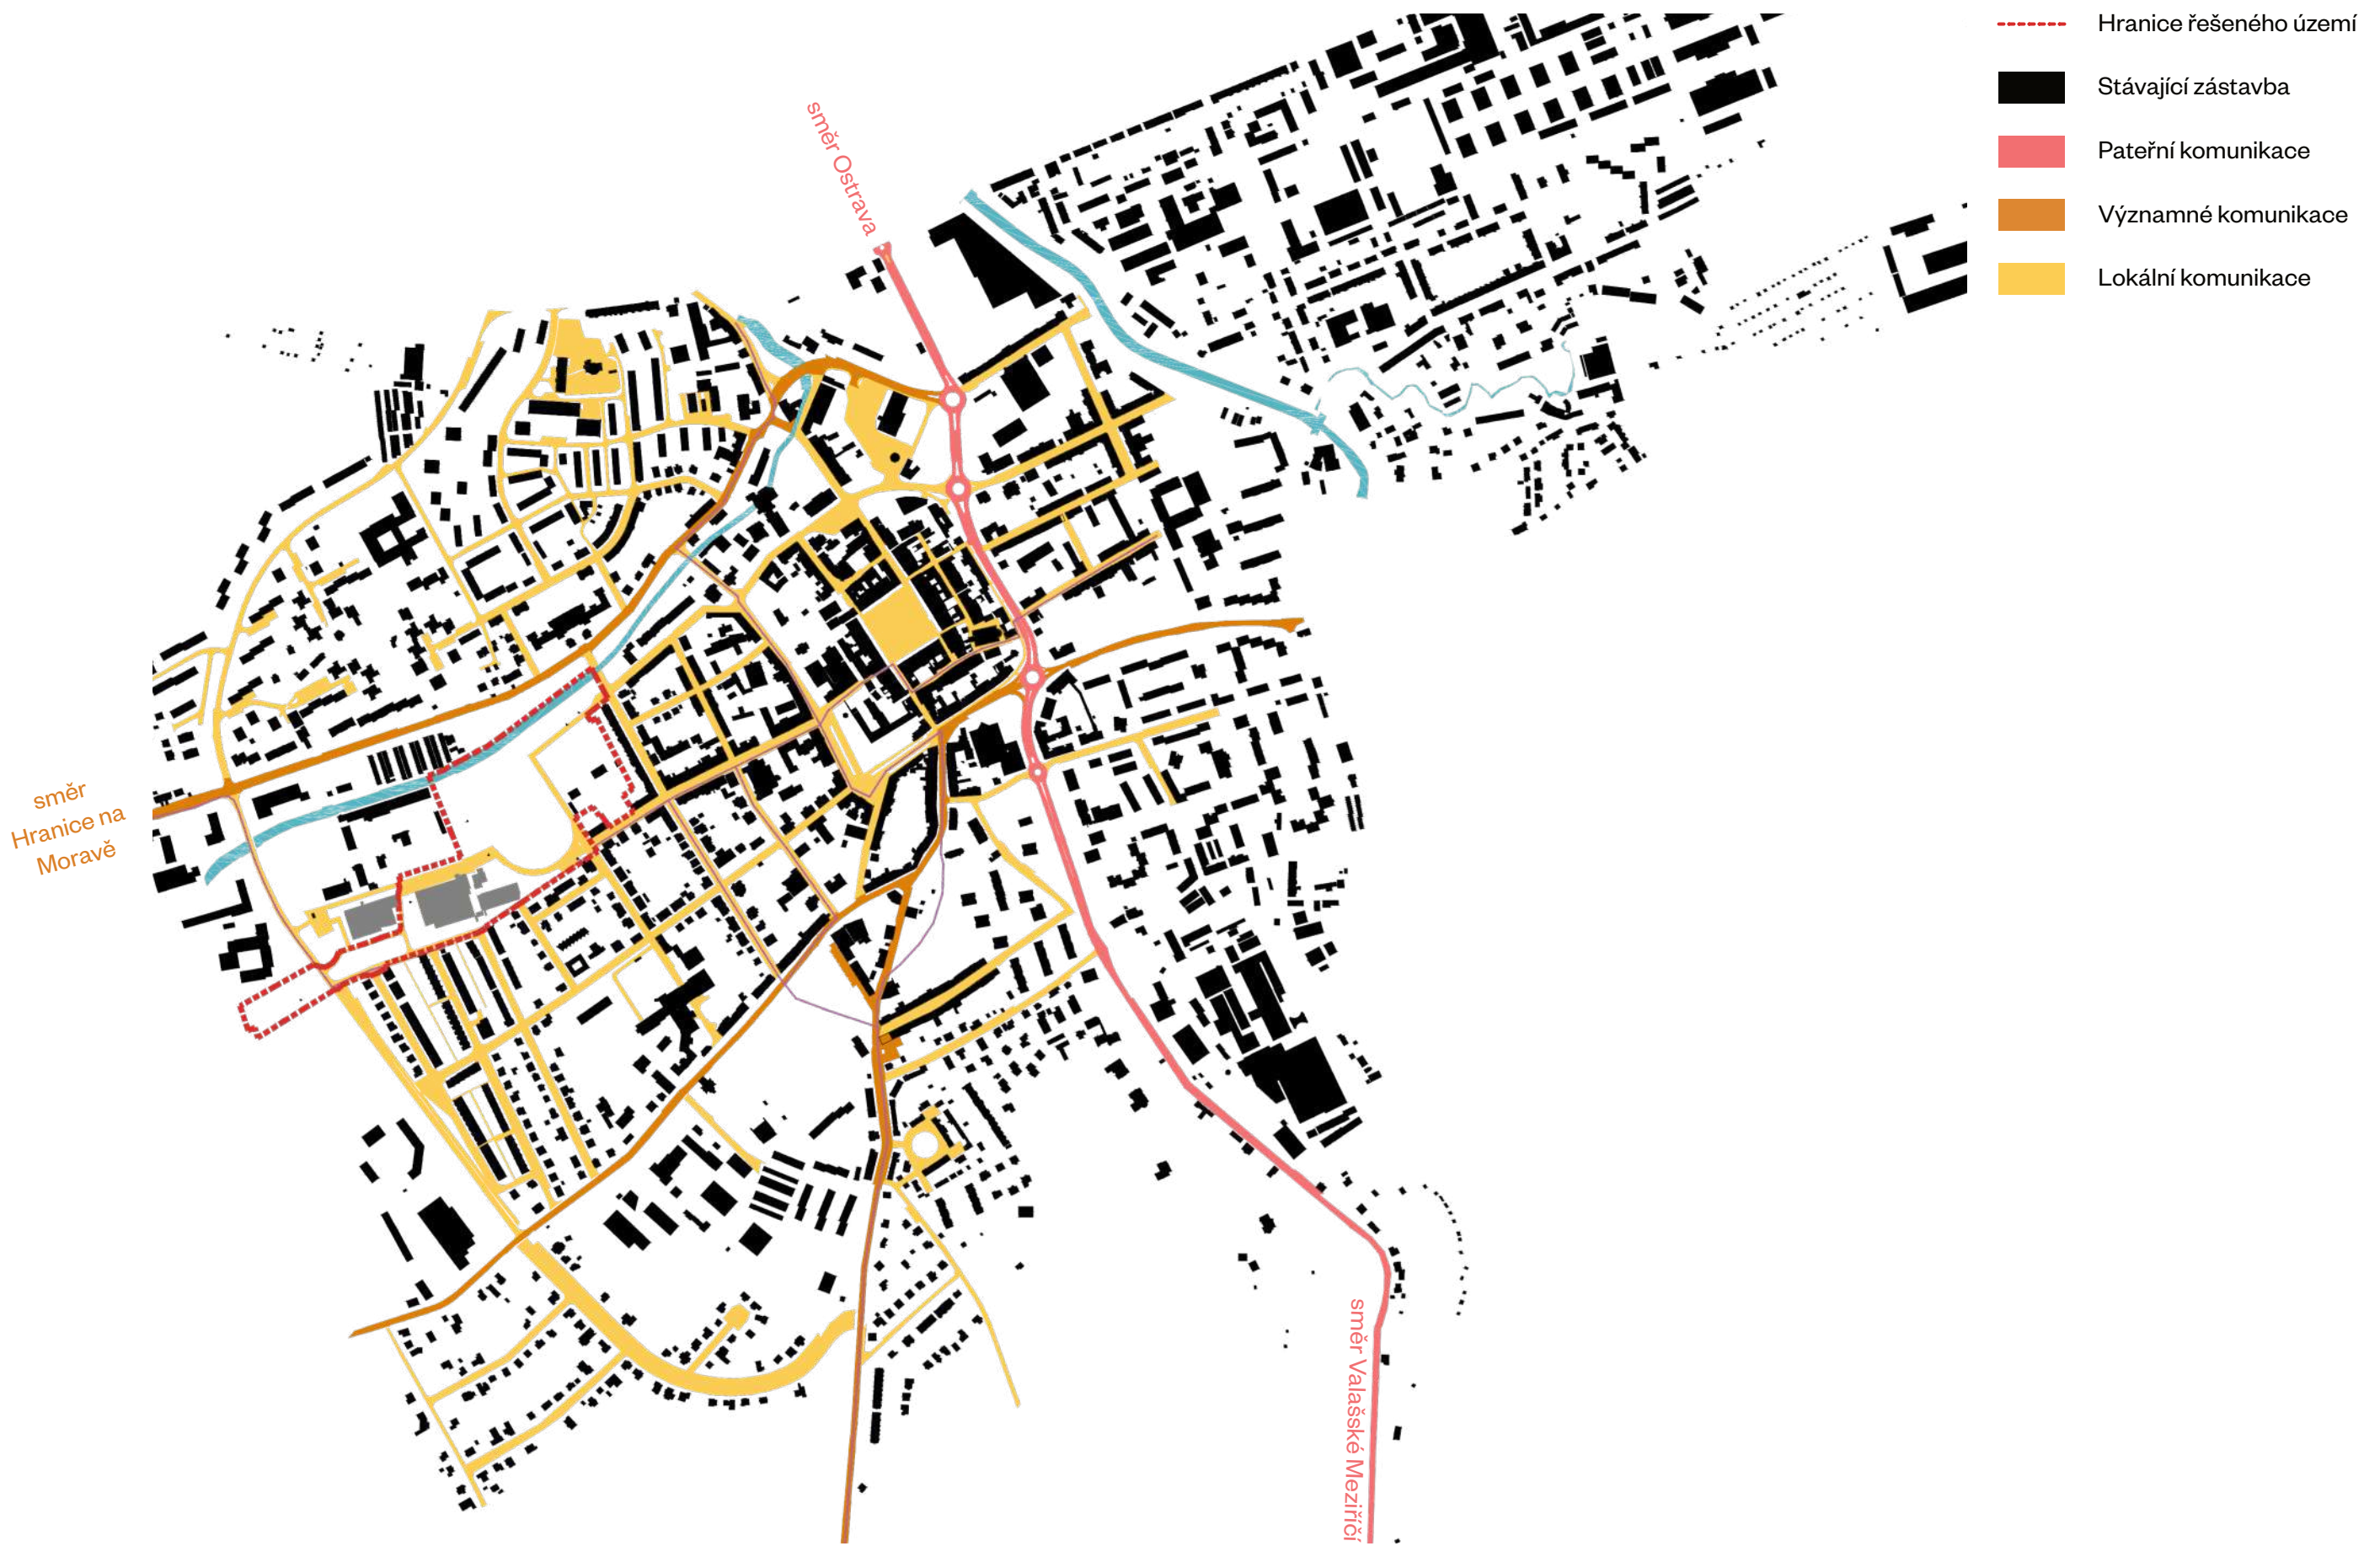 Hranice řešeného území
Stávající zástavba
Pateřní komunikace
Významné komunikace
Lokální komunikace
směr Ostrava
směr
Hranice na
Moravě
směr Valašské Meziříčí